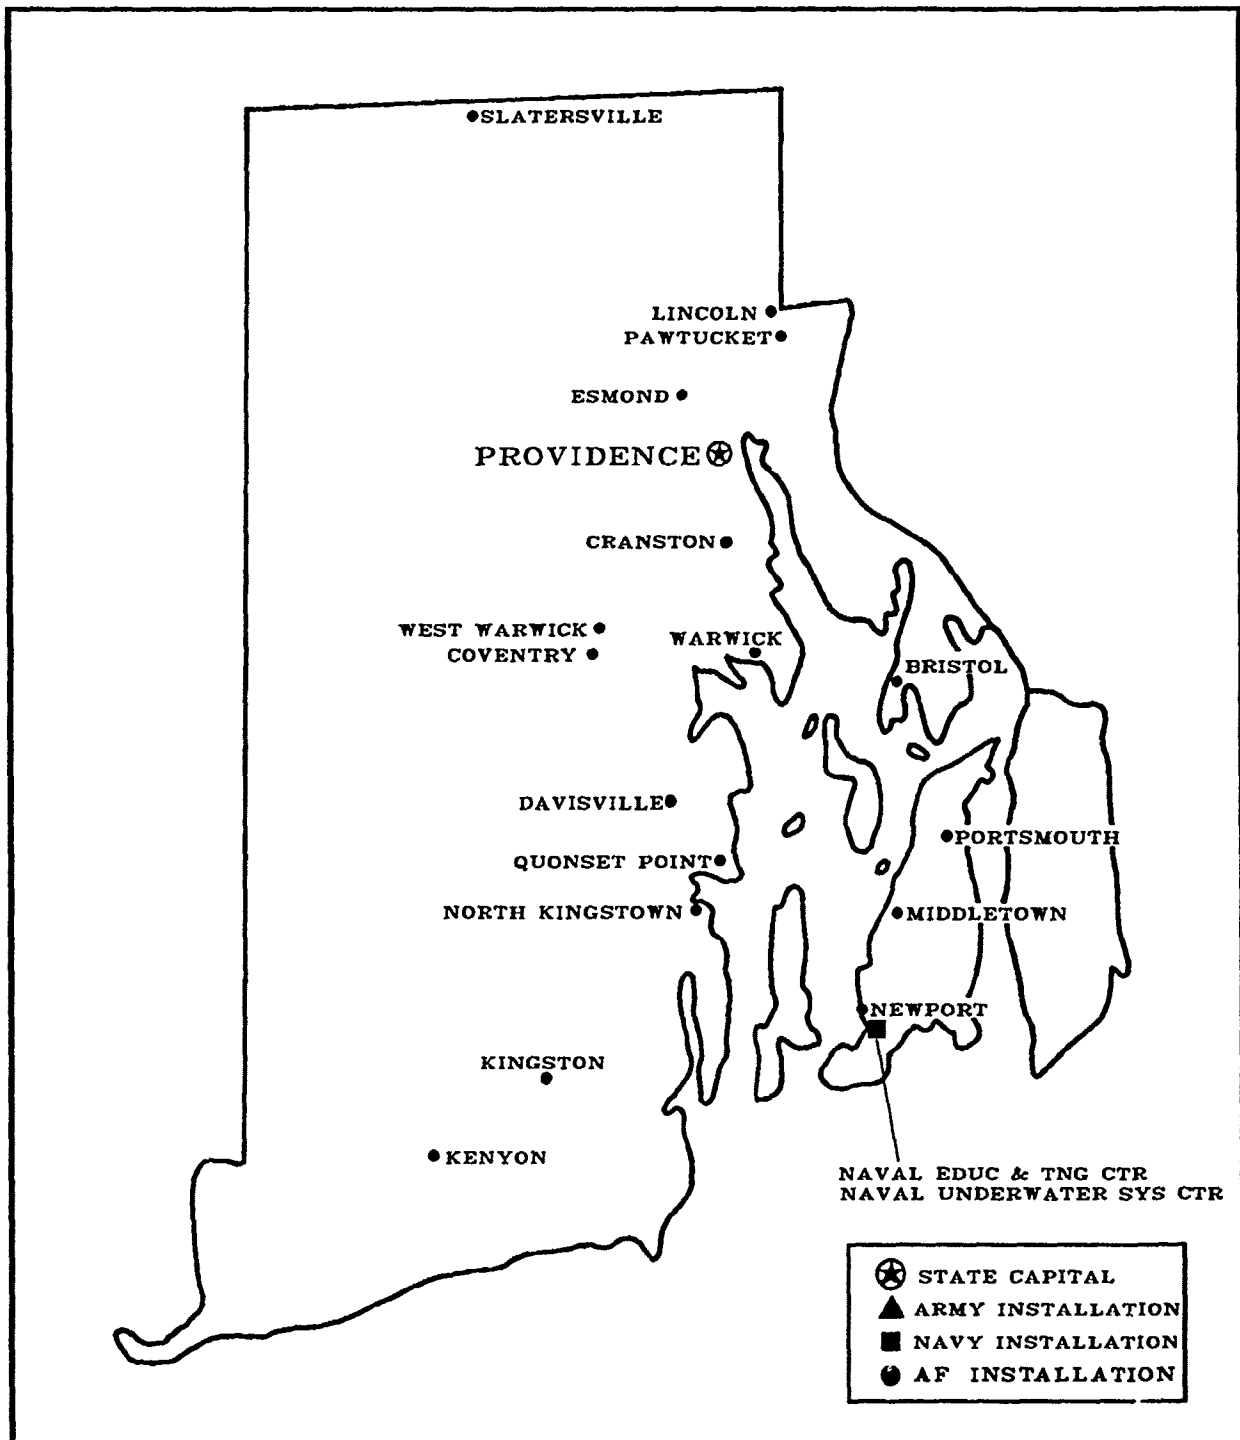 SLATERSVILLE
LINCOLN
PAWTUCKET
ESMOND
PROVIDENCE
CRANSTON
WEST WARWICK
WARWICK
COVENTRY
BRISTOL
DAVISVILLE
PORTSMOUTH
QUONSET POINT
NORTH KINGSTOWN
MIDDLETOWN
NEWPORT
KINGSTON
KENYON
NAVAL EDUC & TNG CTR
NAVAL UNDERWATER SYS CTR
STATE CAPITAL
ARMY INSTALLATION
NAVY INSTALLATION
AF INSTALLATION